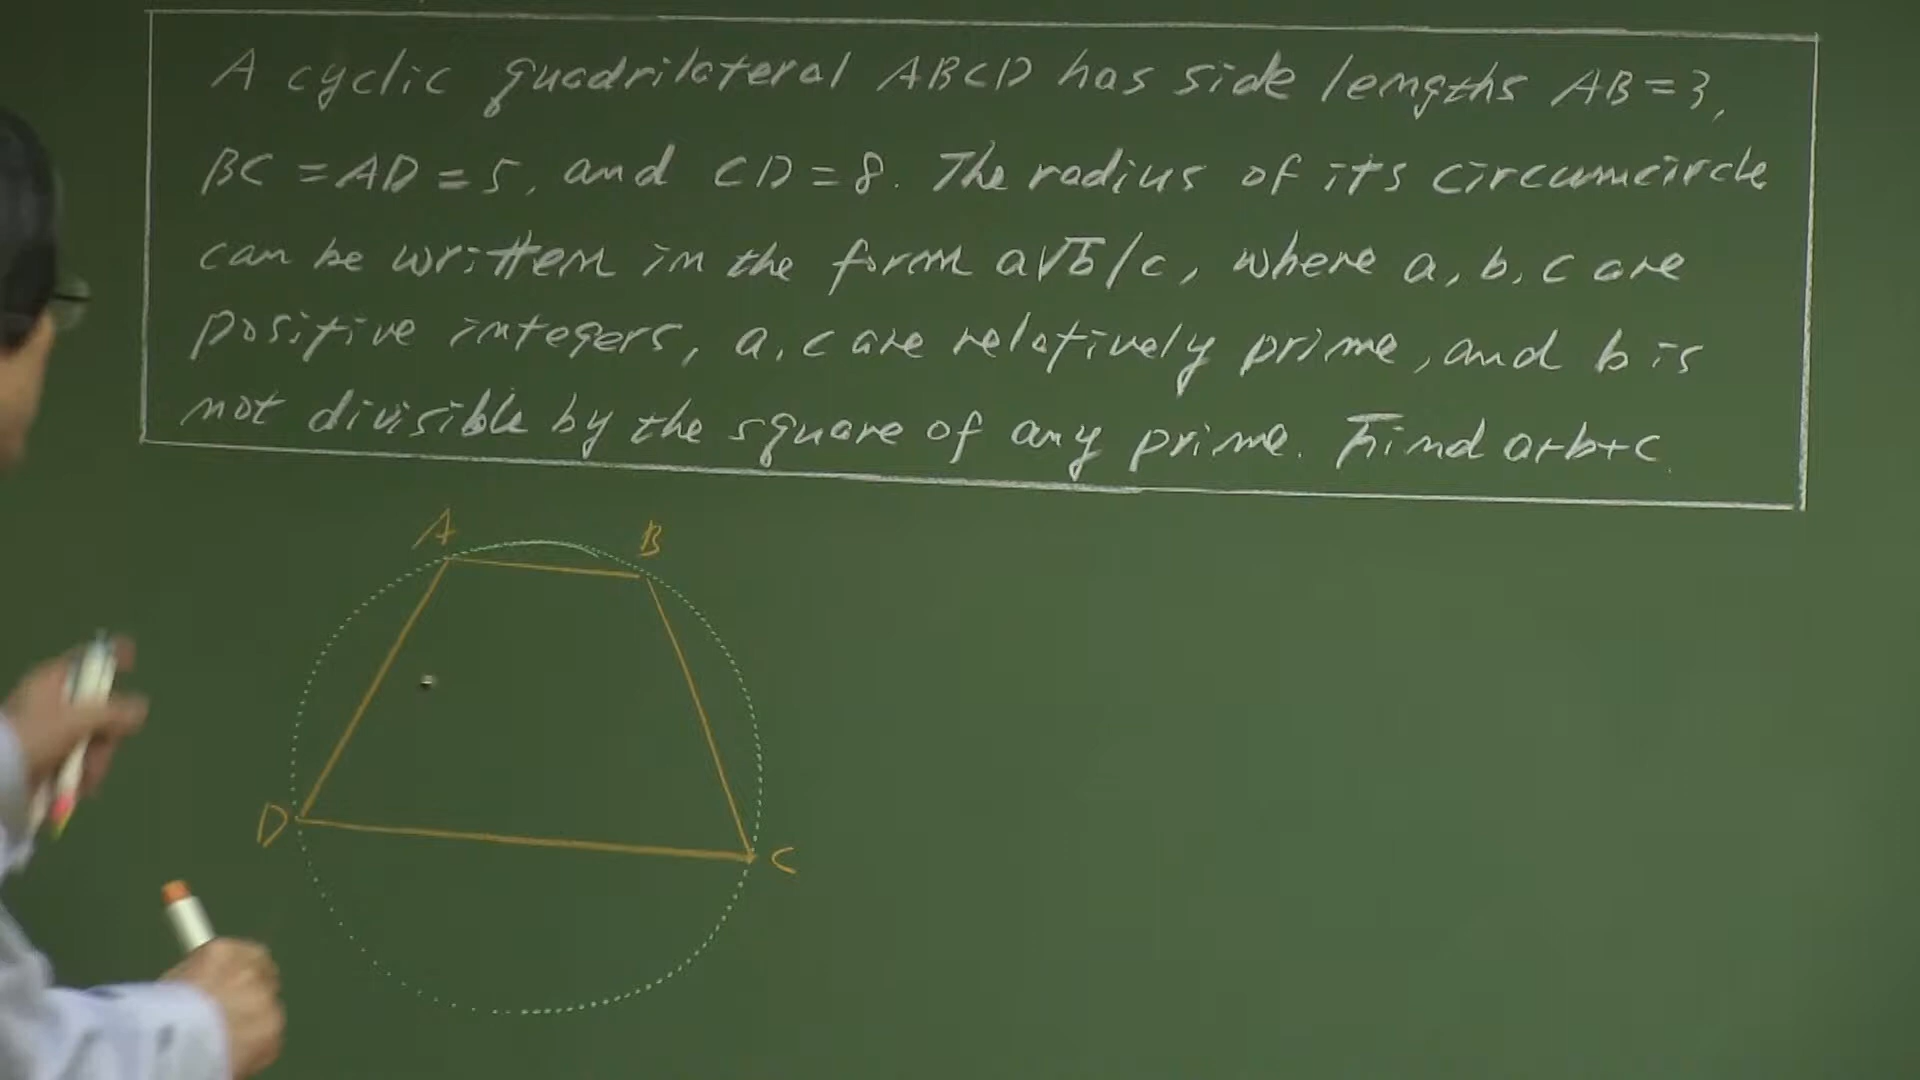 A cyclic quadrilateral ABCD has side lengths AB=3,
BC=AD=5, and CD=8. The radius of its circumcircle
can be written in the form a√b/c, where a, b, c are
positive integers, a, c are relatively prime, and b is
not divisible by the square of any prime. Find a+b+c.
A B
D C